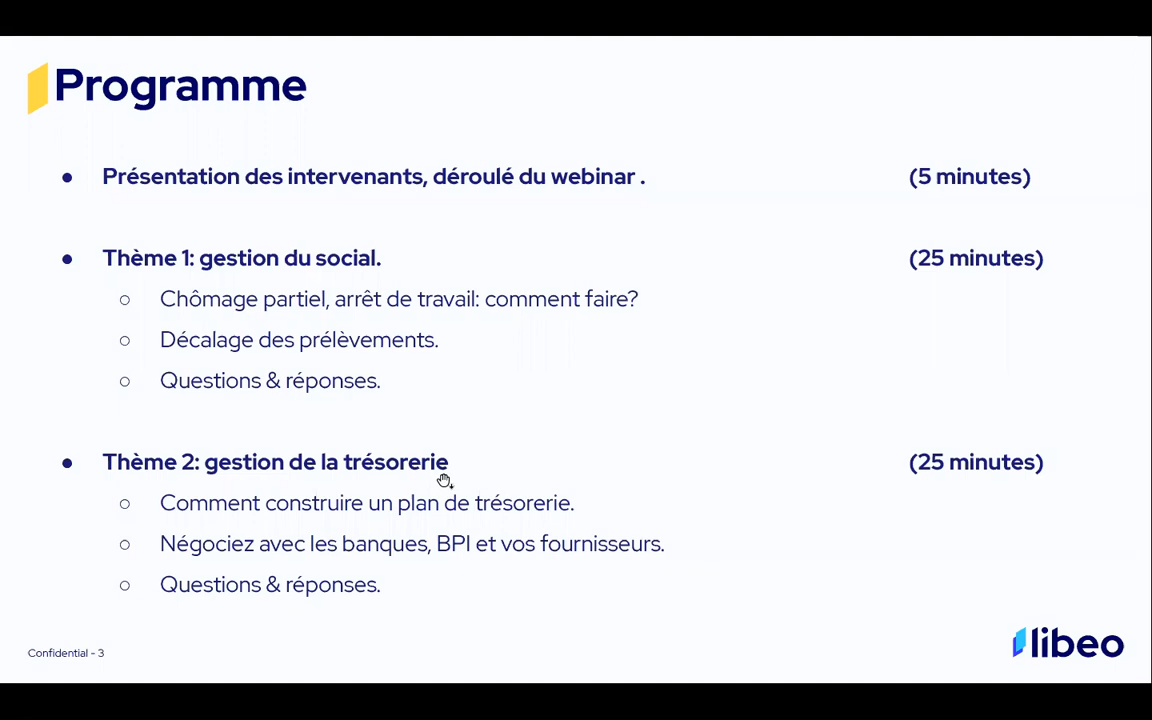 Programme
● Présentation des intervenants, déroulé du webinar . (5 minutes)
● Thème 1: gestion du social. (25 minutes)
○ Chômage partiel, arrêt de travail: comment faire?
○ Décalage des prélèvements.
○ Questions & réponses.
● Thème 2: gestion de la trésorerie (25 minutes)
○ Comment construire un plan de trésorerie.
○ Négociez avec les banques, BPI et vos fournisseurs.
○ Questions & réponses.
Confidential - 3
libeo